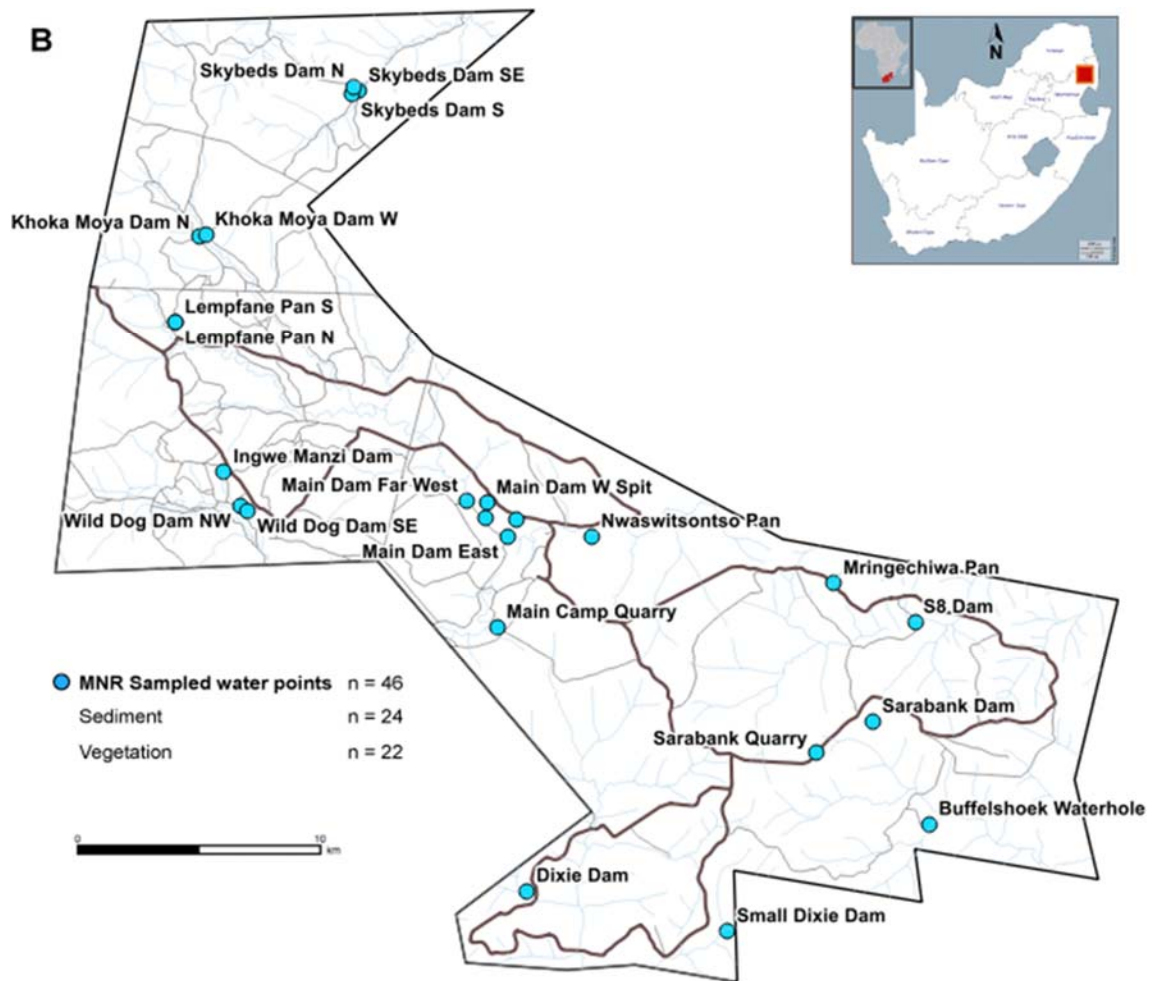 B
N
Skybeds Dam N
Skybeds Dam SE
Skybeds Dam S
Khoka Moya Dam N
Khoka Moya Dam W
Lempfane Pan S
Lempfane Pan N
Ingwe Manzi Dam
Main Dam Far West
Main Dam W Spit
Wild Dog Dam NW
Wild Dog Dam SE
Nwaswitsontso Pan
Main Dam East
Mringechiwa Pan
S8 Dam
Main Camp Quarry
MNR Sampled water points n = 46
Sediment n = 24
Vegetation n = 22
Sarabank Dam
Sarabank Quarry
Buffelshoek Waterhole
0 10
km
Dixie Dam
Small Dixie Dam